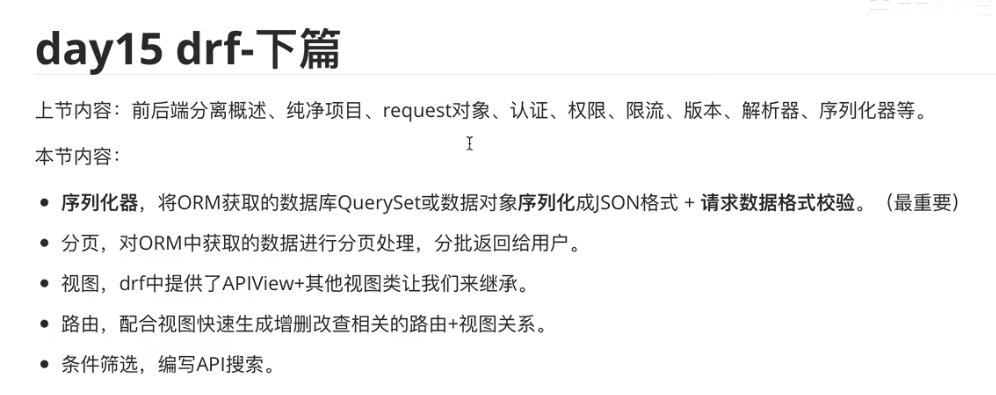 day15 drf-下篇
上节内容：前后端分离概述、纯净项目、request对象、认证、权限、限流、版本、解析器、序列化器等。
本节内容：
• 序列化器，将ORM获取的数据库QuerySet或数据对象序列化成JSON格式 + 请求数据格式校验。（最重要）
• 分页，对ORM中获取的数据进行分页处理，分批返回给用户。
• 视图，drf中提供了APIView+其他视图类让我们来继承。
• 路由，配合视图快速生成增删改查相关的路由+视图关系。
• 条件筛选，编写API搜索。